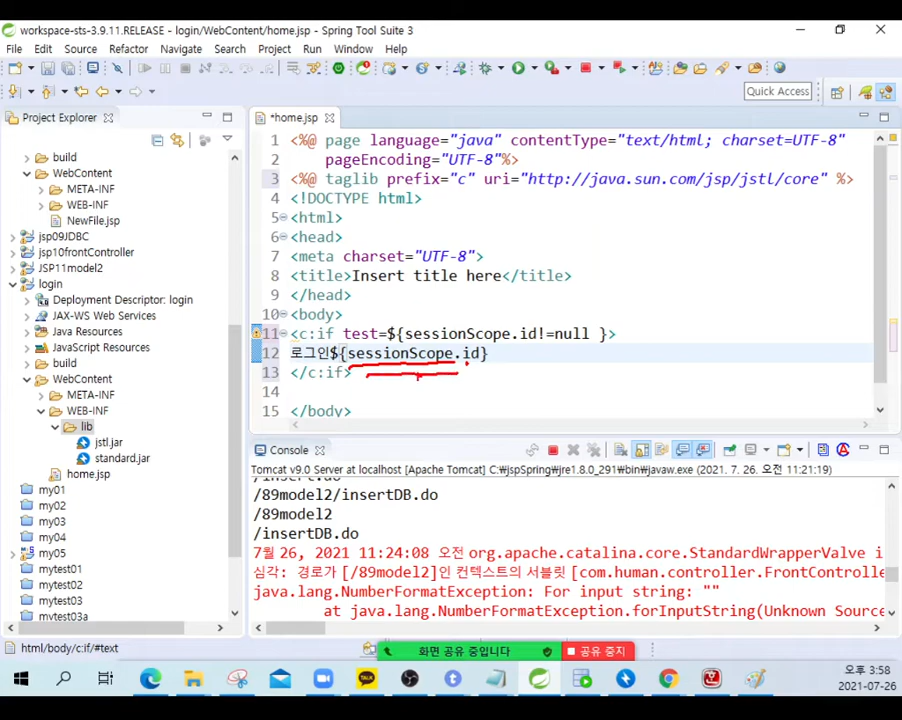 workspace-sts-3.9.11.RELEASE - login/WebContent/home.jsp - Spring Tool Suite 3
File Edit Source Refactor Navigate Search Project Run Window Help
Quick Access
Project Explorer
build
WebContent
META-INF
WEB-INF
NewFile.jsp
jsp09JDBC
jsp10frontController
JSP11model2
login
Deployment Descriptor: login
JAX-WS Web Services
Java Resources
JavaScript Resources
build
WebContent
META-INF
WEB-INF
lib
jstl.jar
standard.jar
home.jsp
my01
my02
my03
my04
my05
mytest01
mytest02
mytest03
mytest03a
*home.jsp
1 <%@ page language="java" contentType="text/html; charset=UTF-8"
2 pageEncoding="UTF-8"%>
3 <%@ taglib prefix="c" uri="http://java.sun.com/jsp/jstl/core" %>
4 <!DOCTYPE html>
5 <html>
6 <head>
7 <meta charset="UTF-8">
8 <title>Insert title here</title>
9 </head>
10 <body>
11 <c:if test=${sessionScope.id!=null }>
12 로그인${sessionScope.id}
13 </c:if>
14
15 </body>
Console
Tomcat v9.0 Server at localhost [Apache Tomcat] C:₩jspSpring₩jre1.8.0_291₩bin₩javaw.exe (2021. 7. 26. 오전 11:21:19)
/insert.do
/89model2/insertDB.do
/89model2
/insertDB.do
7월 26, 2021 11:24:08 오전 org.apache.catalina.core.StandardWrapperValve i
심각: 경로가 [/89model2]인 컨텍스트의 서블릿 [com.human.controller.FrontControlle
java.lang.NumberFormatException: For input string: ""
at java.lang.NumberFormatException.forInputString(Unknown Source
html/body/c:if/#text
화면 공유 중입니다
공유 중지
TALK
오후 3:58
2021-07-26